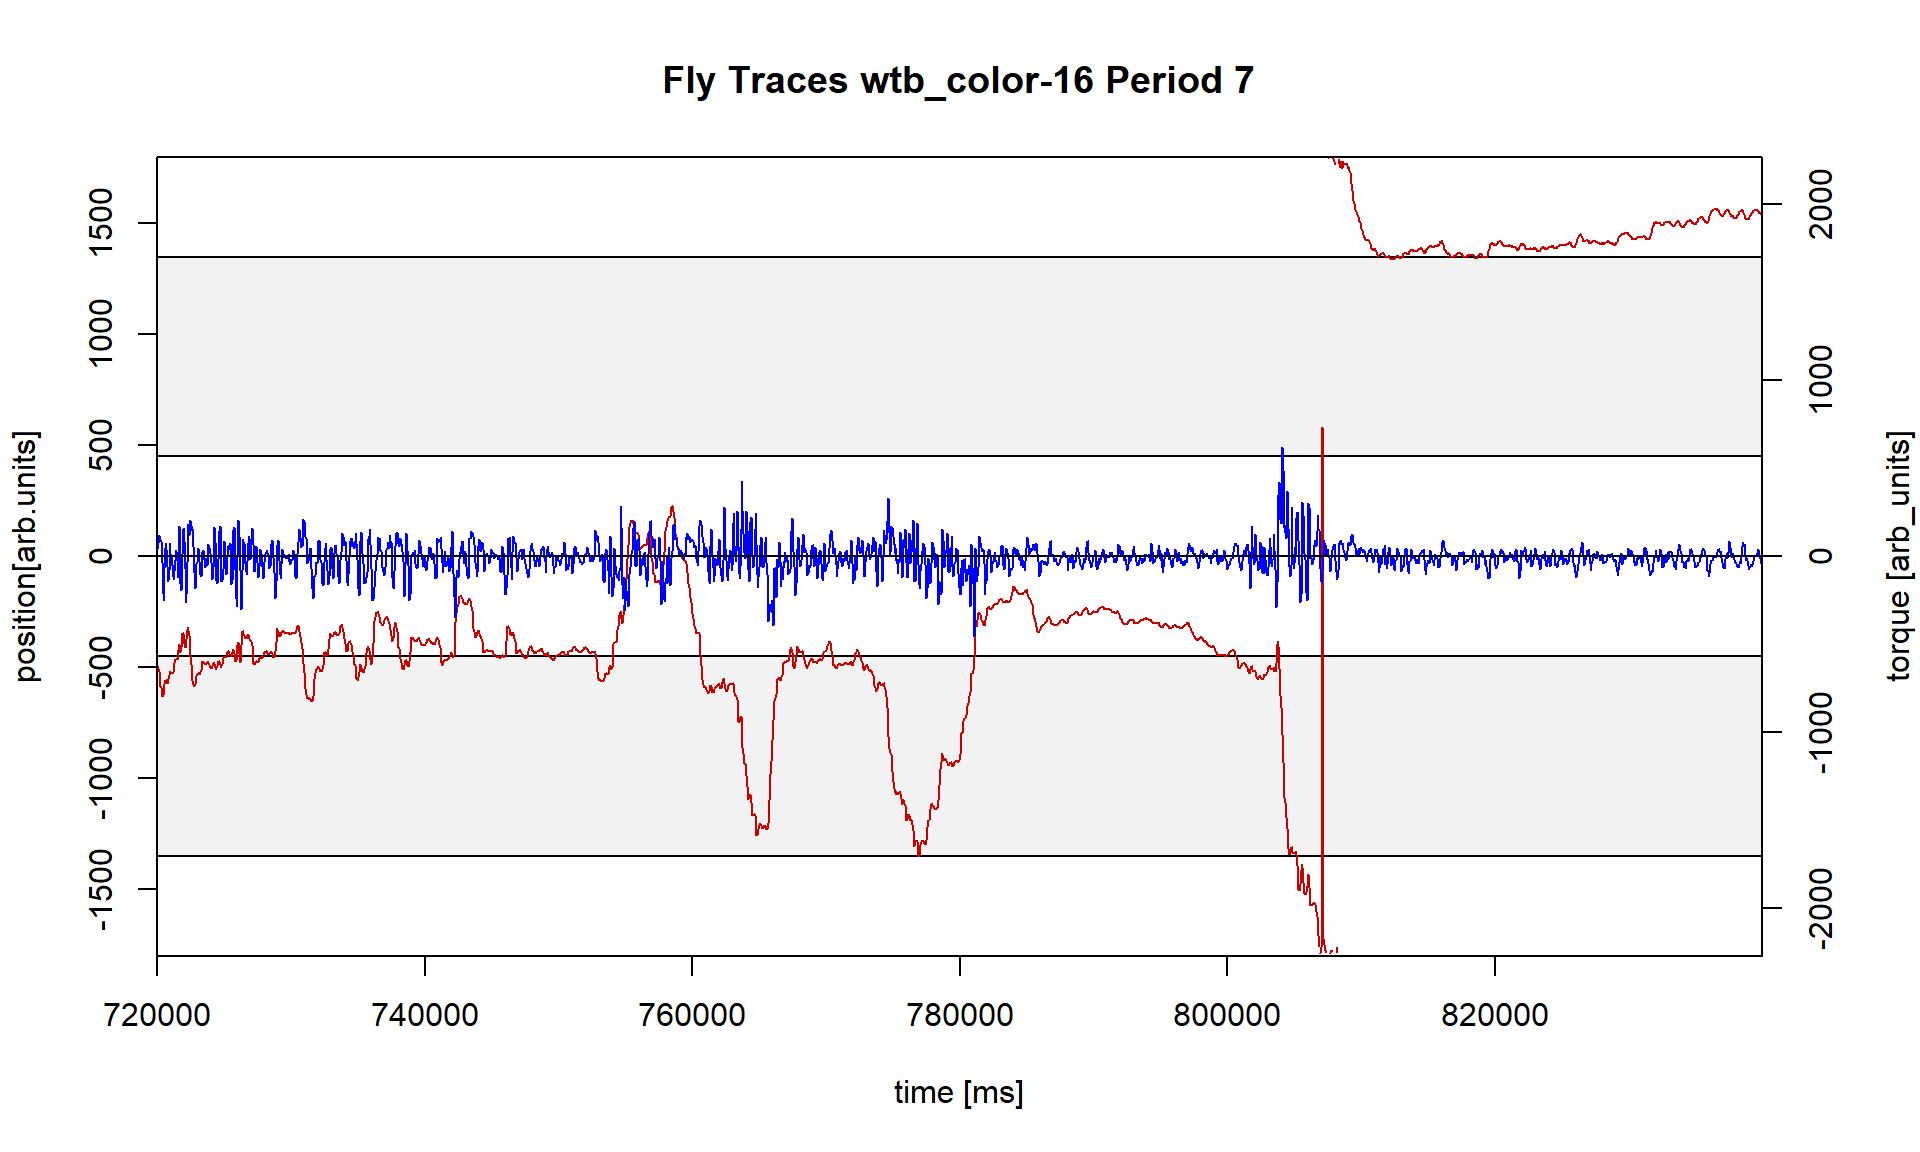 Fly Traces wtb_color-16 Period 7
position[arb.units]
1500
1000
500
0
-500
-1000
-1500
2000
1000
0
-1000
-2000
torque [arb_units]
720000 740000 760000 780000 800000 820000
time [ms]